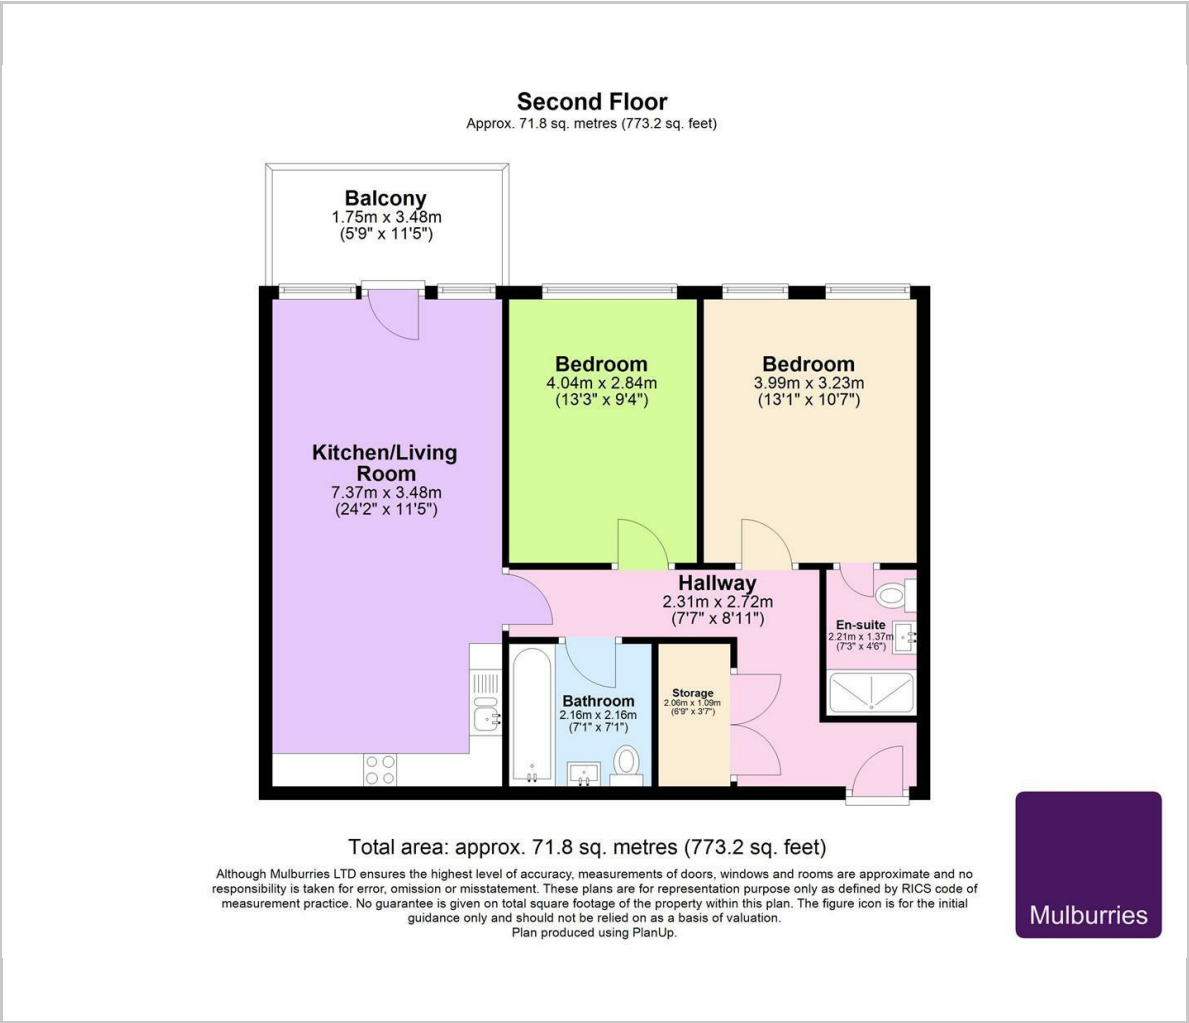 Second Floor
Approx. 71.8 sq. metres (773.2 sq. feet)
Balcony
1.75m x 3.48m
(5'9" x 11'5")
Bedroom
4.04m x 2.84m
(13'3" x 9'4")
Bedroom
3.99m x 3.23m
(13'1" x 10'7")
Kitchen/Living
Room
7.37m x 3.48m
(24'2" x 11'5")
Hallway
2.31m x 2.72m
(7'7" x 8'11")
En-suite
2.21m x 1.37m
(7'3" x 4'6")
Bathroom
2.16m x 2.16m
(7'1" x 7'1")
Storage
2.06m x 1.09m
(6'9" x 3'7")
Total area: approx. 71.8 sq. metres (773.2 sq. feet)
Although Mulburries LTD ensures the highest level of accuracy, measurements of doors, windows and rooms are approximate and no
responsibility is taken for error, omission or misstatement. These plans are for representation purpose only as defined by RICS code of
measurement practice. No guarantee is given on total square footage of the property within this plan. The figure icon is for the initial
guidance only and should not be relied on as a basis of valuation.
Plan produced using PlanUp.
Mulburries